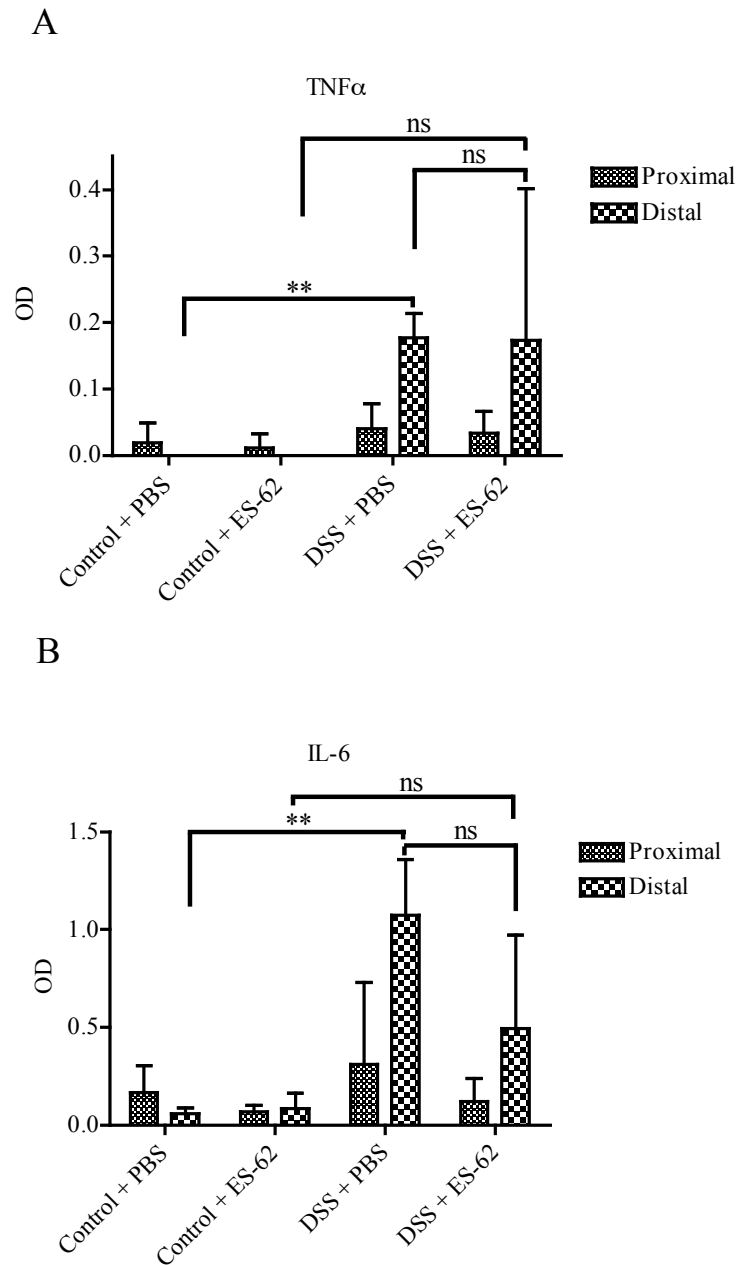 A
TNFα
ns
ns
**
Proximal
Distal
OD
0.4
0.3
0.2
0.1
0.0
Control + PBS
Control + ES-62
DSS + PBS
DSS + ES-62
B
IL-6
ns
**
ns
Proximal
Distal
OD
1.5
1.0
0.5
0.0
Control + PBS
Control + ES-62
DSS + PBS
DSS + ES-62